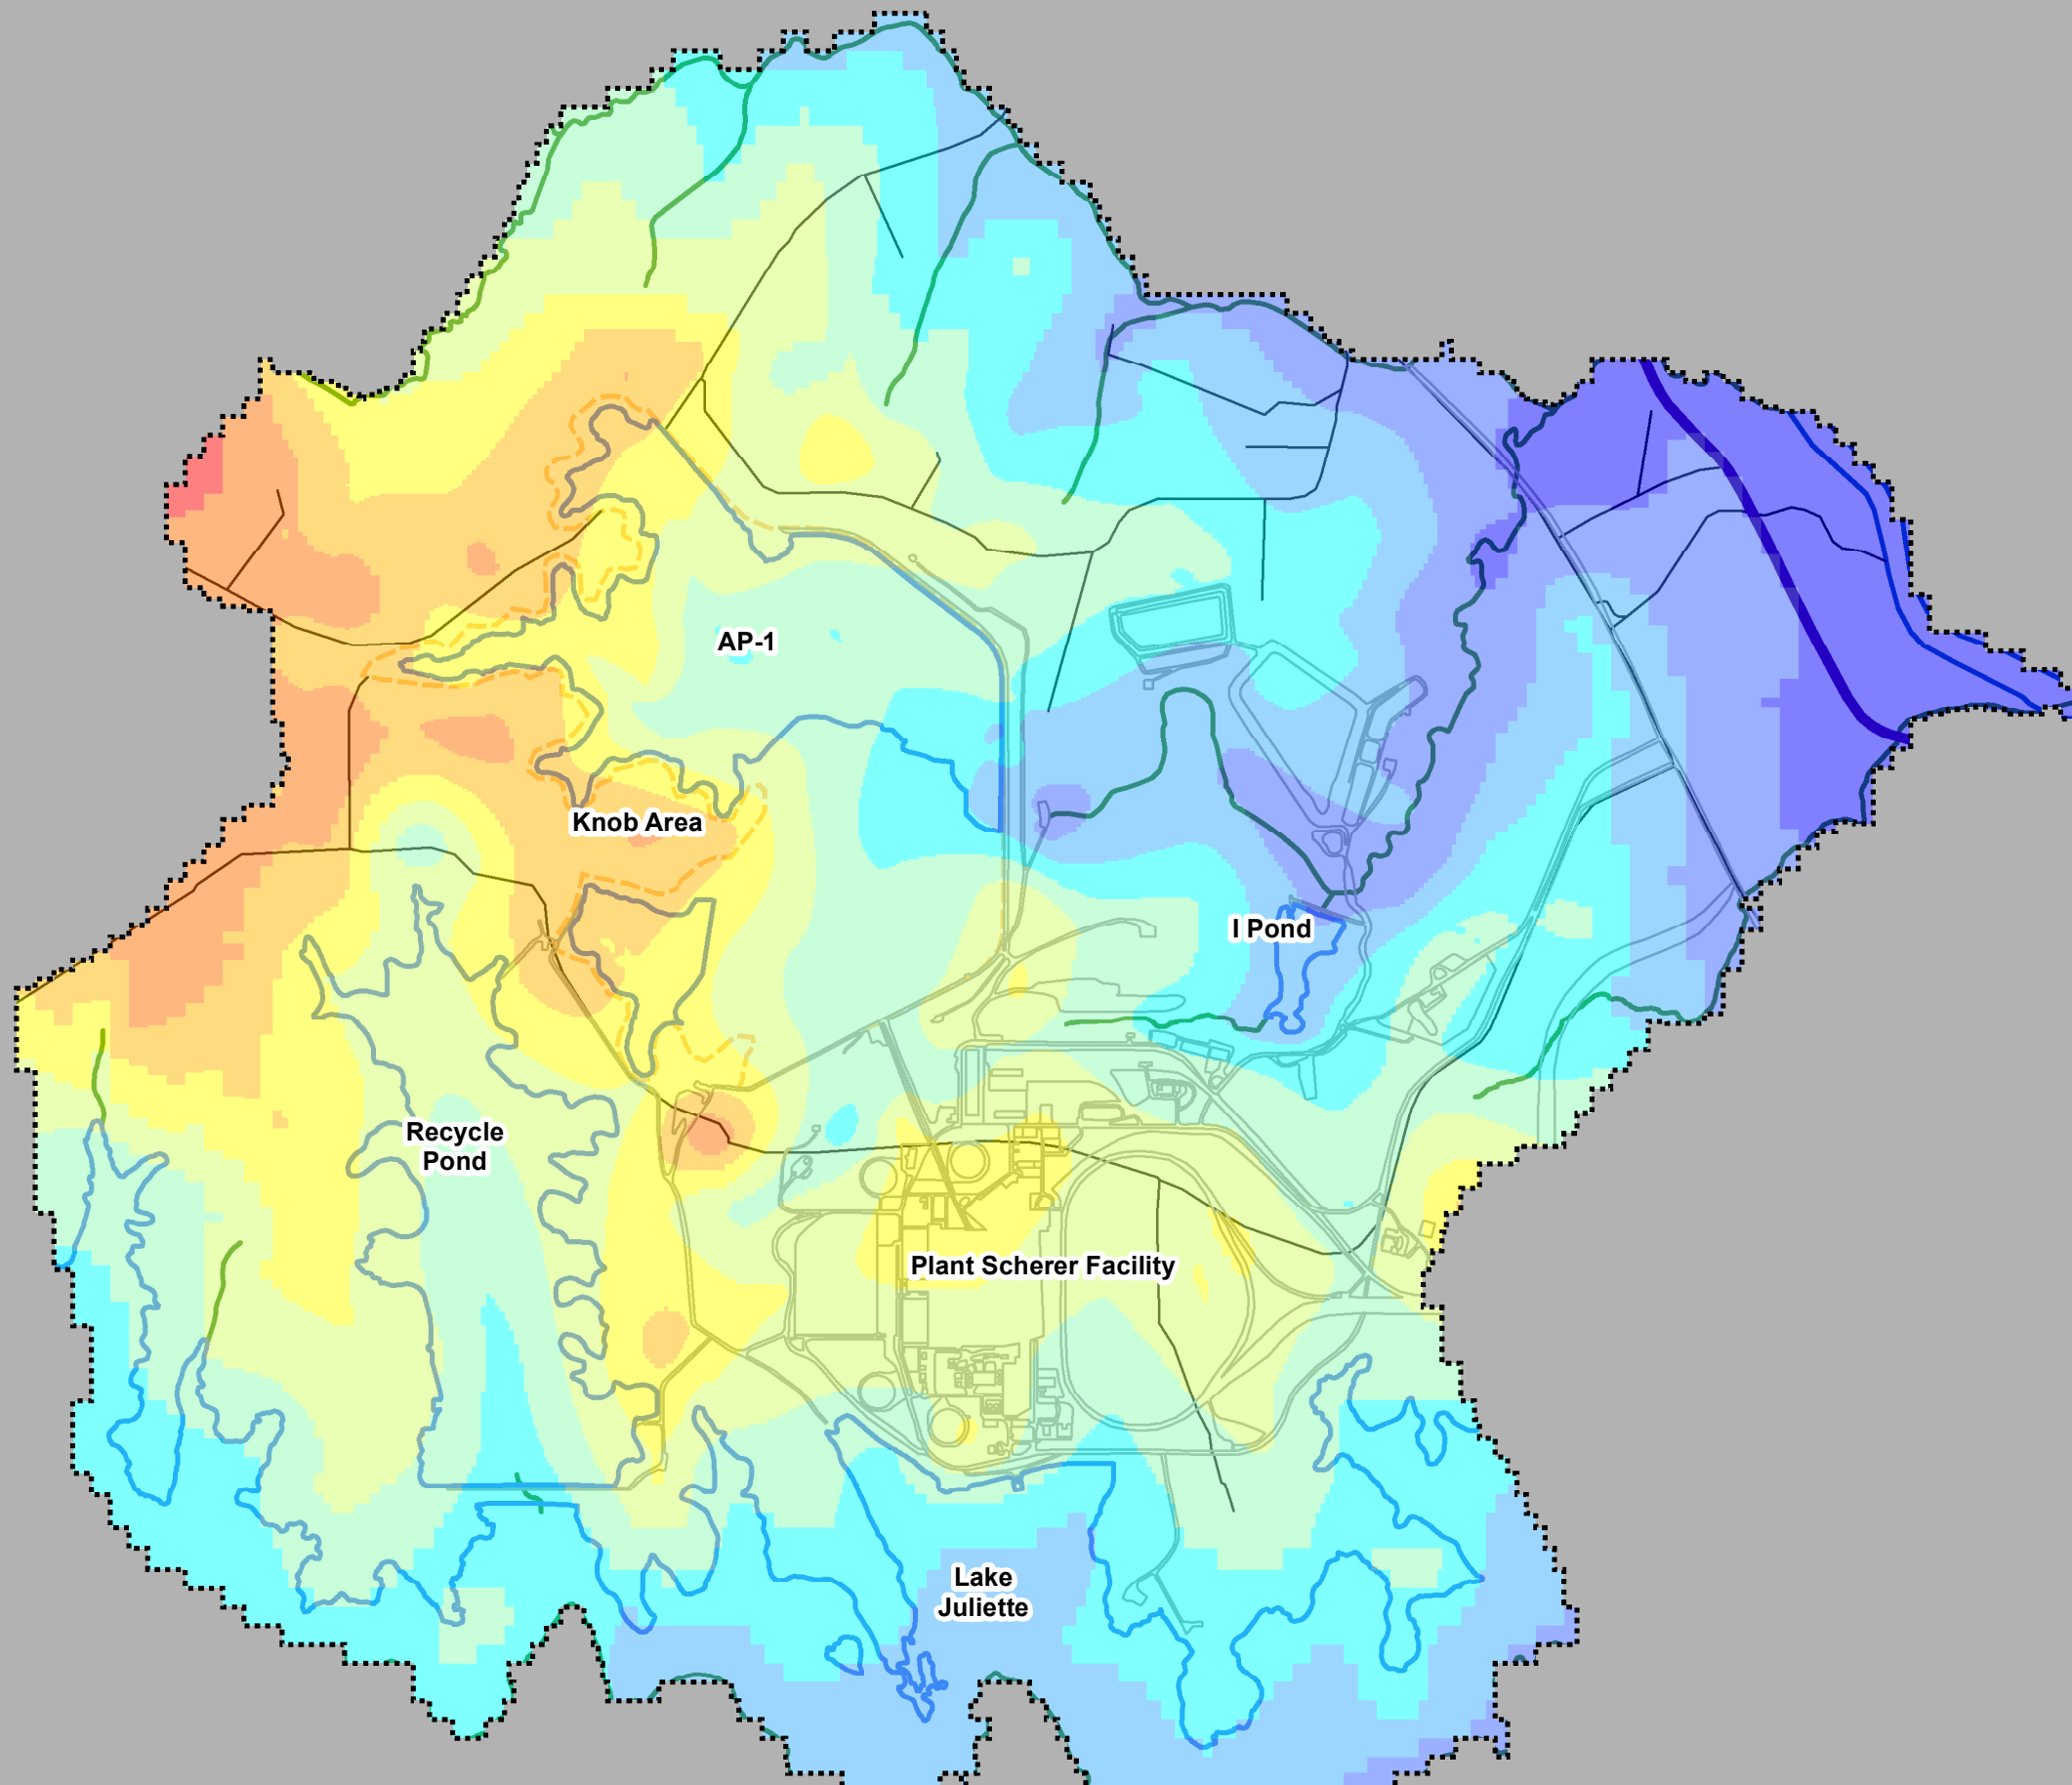 AP-1
Knob Area
I Pond
Recycle
Pond
Plant Scherer Facility
Lake
Juliette